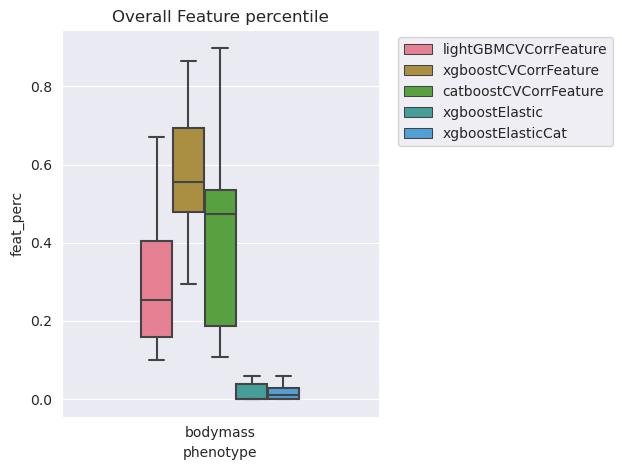 Overall Feature percentile
lightGBMCVCorrFeature
xgboostCVCorrFeature
catboostCVCorrFeature
xgboostElastic
xgboostElasticCat
feat_perc
0.8
0.6
0.4
0.2
0.0
bodymass
phenotype